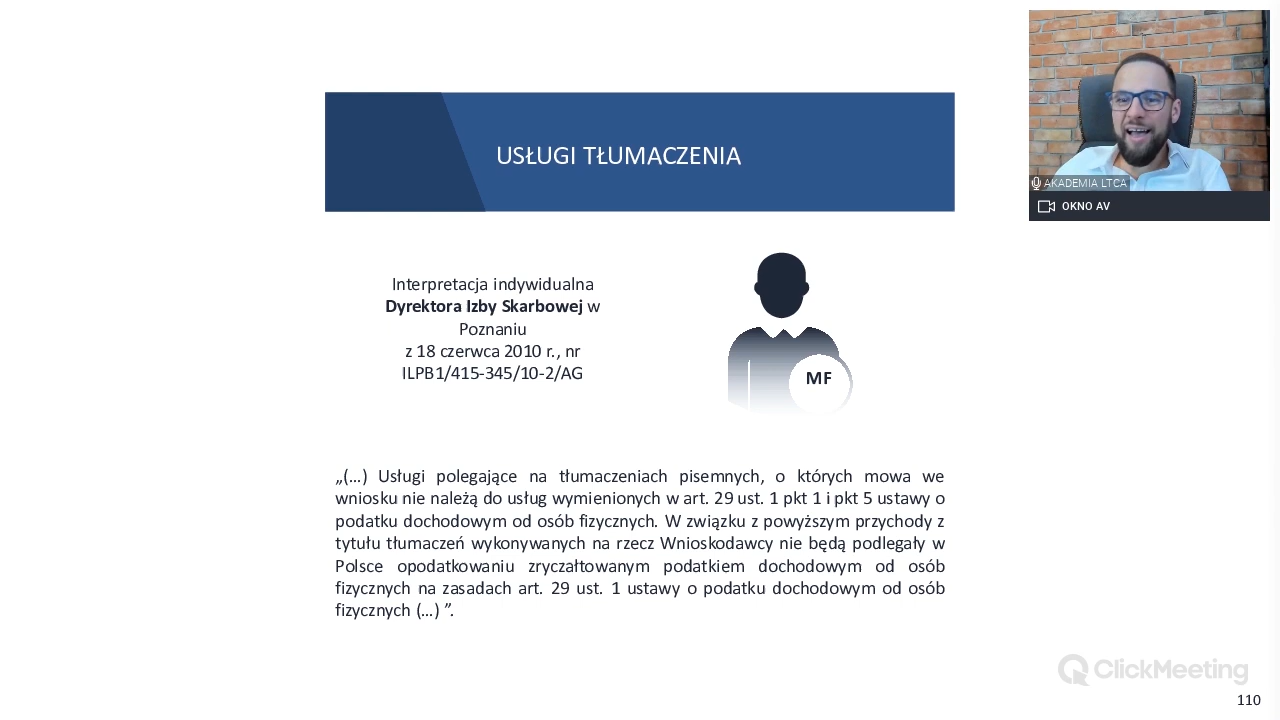 USŁUGI TŁUMACZENIA
Interpretacja indywidualna
Dyrektora Izby Skarbowej w
Poznaniu
z 18 czerwca 2010 r., nr
ILPB1/415-345/10-2/AG
MF
„(…) Usługi polegające na tłumaczeniach pisemnych, o których mowa we
wniosku nie należą do usług wymienionych w art. 29 ust. 1 pkt 1 i pkt 5 ustawy o
podatku dochodowym od osób fizycznych. W związku z powyższym przychody z
tytułu tłumaczeń wykonywanych na rzecz Wnioskodawcy nie będą podlegały w
Polsce opodatkowaniu zryczałtowanym podatkiem dochodowym od osób
fizycznych na zasadach art. 29 ust. 1 ustawy o podatku dochodowym od osób
fizycznych (…) ”.
AKADEMIA LTCA
OKNO AV
ClickMeeting
110